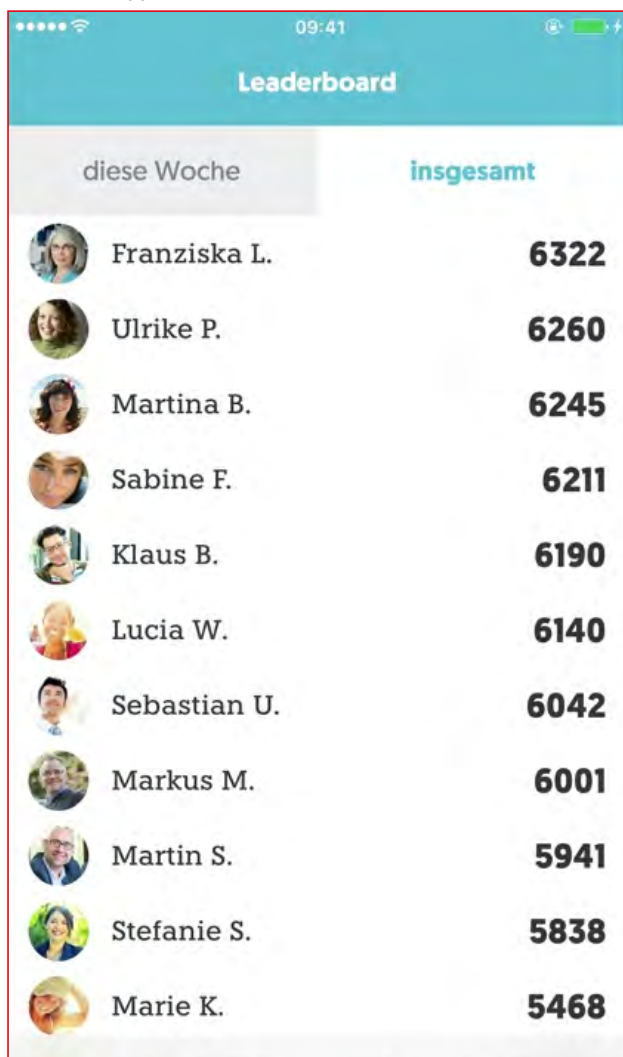 09:41
Leaderboard
diese Woche insgesamt
Franziska L. 6322
Ulrike P. 6260
Martina B. 6245
Sabine F. 6211
Klaus B. 6190
Lucia W. 6140
Sebastian U. 6042
Markus M. 6001
Martin S. 5941
Stefanie S. 5838
Marie K. 5468